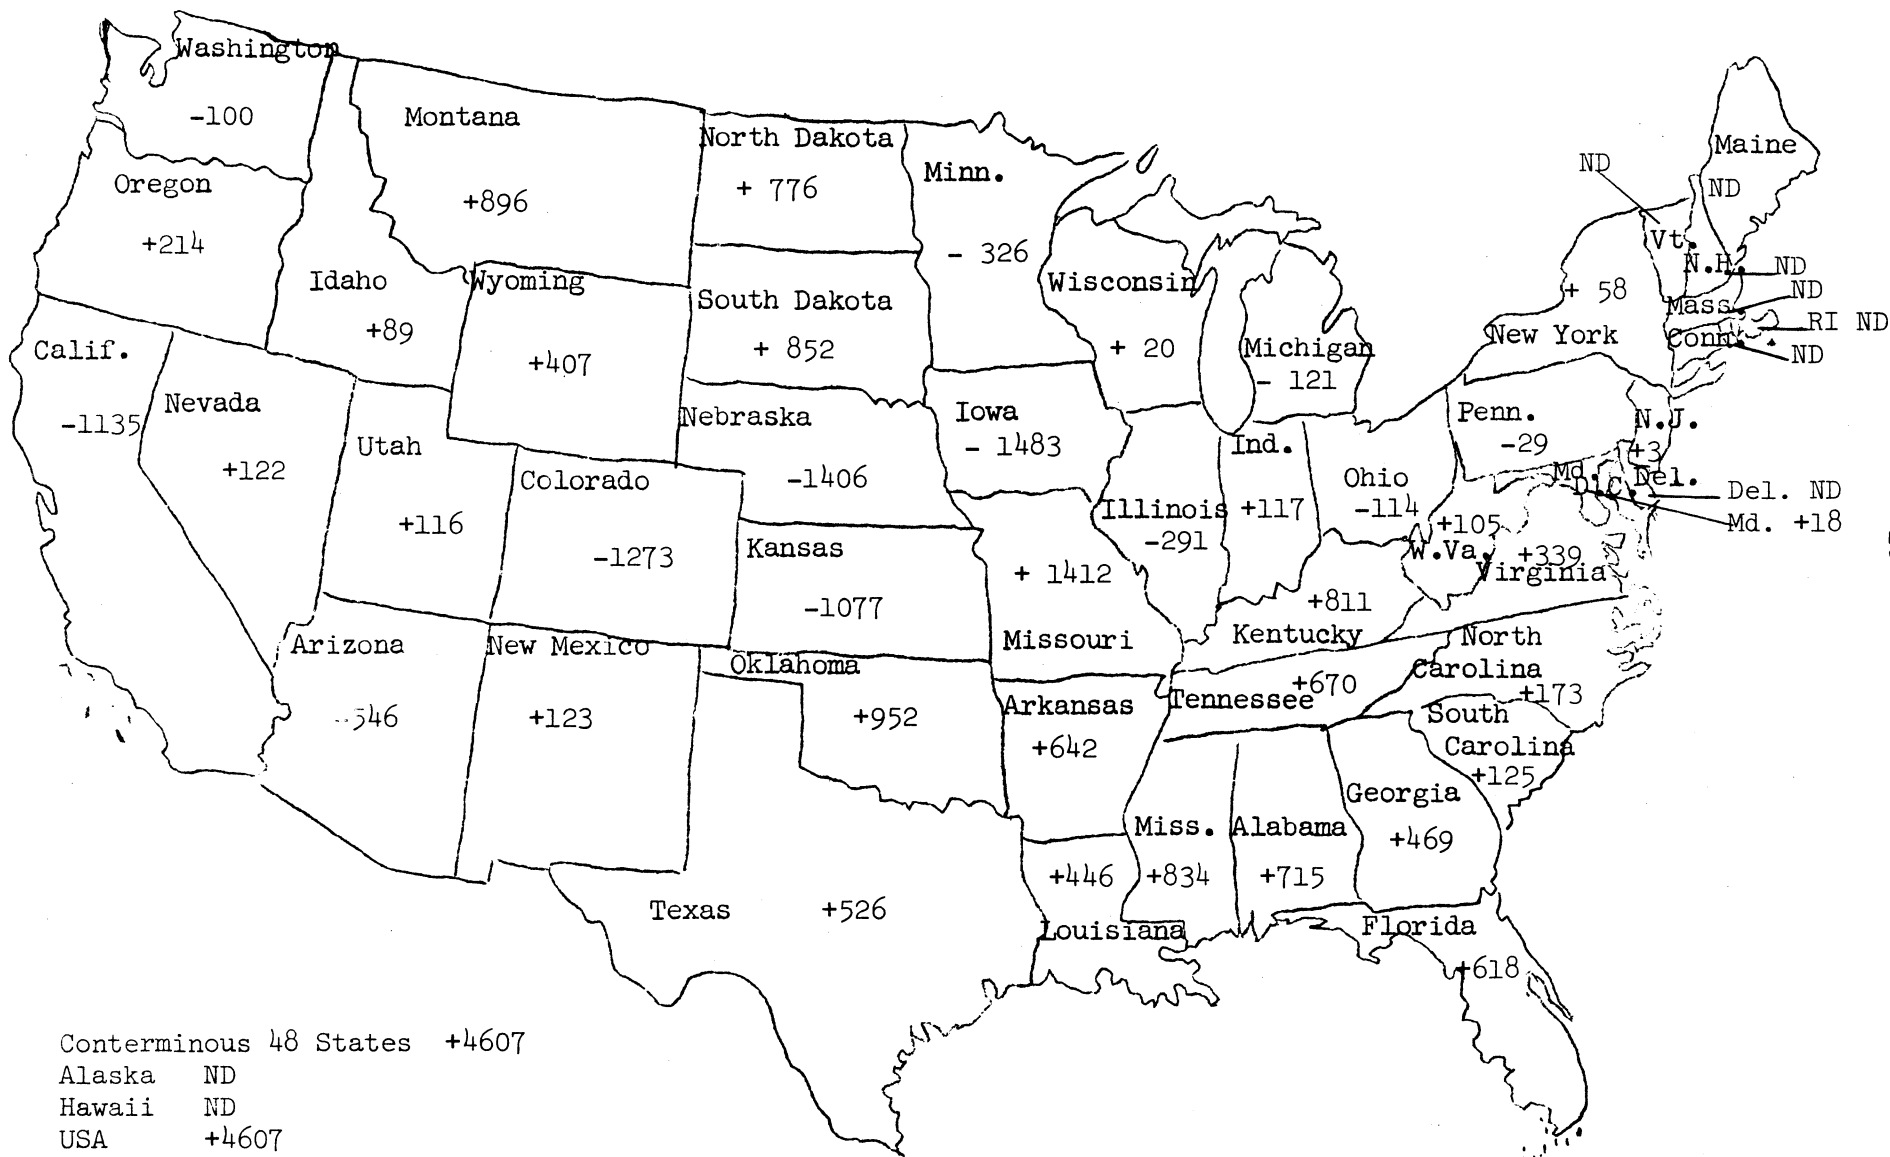 Washington
-100
Oregon
+214
Calif.
-1135
Nevada
+122
Idaho
+89
Montana
+896
Wyoming
+407
Utah
+116
Colorado
-1273
Arizona
-546
New Mexico
+123
North Dakota
+ 776
South Dakota
+ 852
Nebraska
-1406
Kansas
-1077
Oklahoma
+952
Texas
+526
Minn.
- 326
Iowa
- 1483
+ 1412
Missouri
Arkansas
+642
+446
Louisiana
Wisconsin
+ 20
Michigan
- 121
Illinois
-291
Ind.
+117
Ohio
-114
+811
Kentucky
+670
Tennessee
Miss.
+834
Alabama
+715
Georgia
+469
Florida
+618
South
Carolina
+125
North
Carolina
+173
+339
Virginia
+105
W.Va.
Penn.
-29
+ 58
New York
N.J.
+3
Md.
D.C.
Del.
Del. ND
Md. +18
Maine
ND
ND
Vt.
N.H.
ND
Mass.
ND
RI ND
Conn.
ND
Conterminous 48 States +4607
Alaska ND
Hawaii ND
USA +4607